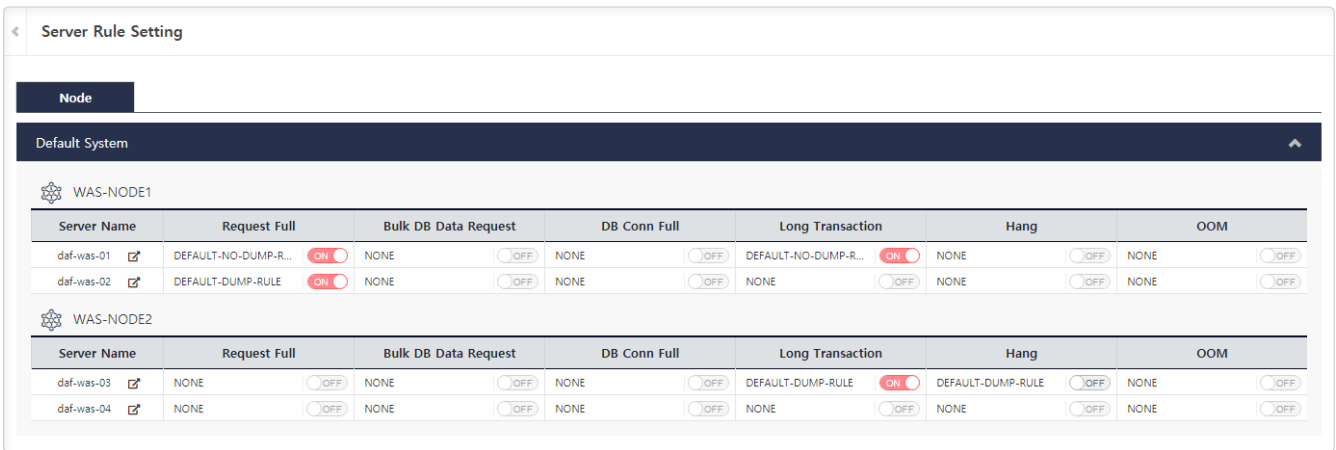 Server Rule Setting
Node
Default System
WAS-NODE1
Server Name Request Full Bulk DB Data Request DB Conn Full Long Transaction Hang OOM
daf-was-01 DEFAULT-NO-DUMP-R... ON NONE OFF NONE OFF DEFAULT-NO-DUMP-R... ON NONE OFF NONE OFF
daf-was-02 DEFAULT-DUMP-RULE ON NONE OFF NONE OFF NONE OFF NONE OFF NONE OFF
WAS-NODE2
Server Name Request Full Bulk DB Data Request DB Conn Full Long Transaction Hang OOM
daf-was-03 NONE OFF NONE OFF NONE OFF DEFAULT-DUMP-RULE ON DEFAULT-DUMP-RULE OFF NONE OFF
daf-was-04 NONE OFF NONE OFF NONE OFF NONE OFF NONE OFF NONE OFF